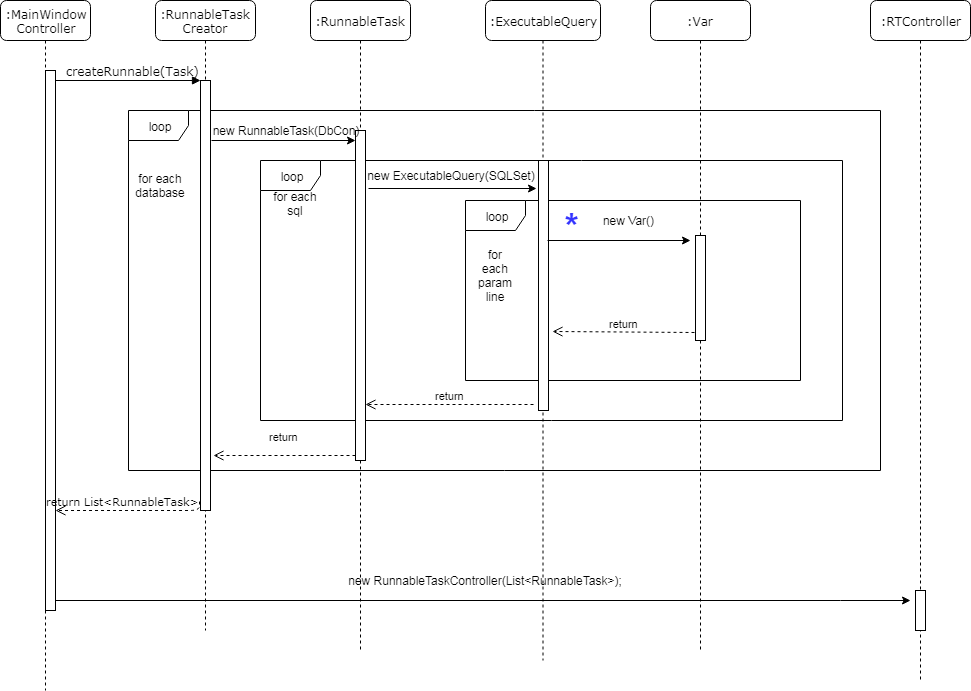 :MainWindow
Controller
:RunnableTask
Creator
:RunnableTask
:ExecutableQuery
:Var
:RTController
createRunnable(Task)
loop
new RunnableTask(DbCon)
for each
database
loop
new ExecutableQuery(SQLSet)
for each
sql
loop
* new Var()
for
each
param
line
return
return
return
return List<RunnableTask>;
new RunnableTaskController(List<RunnableTask>);